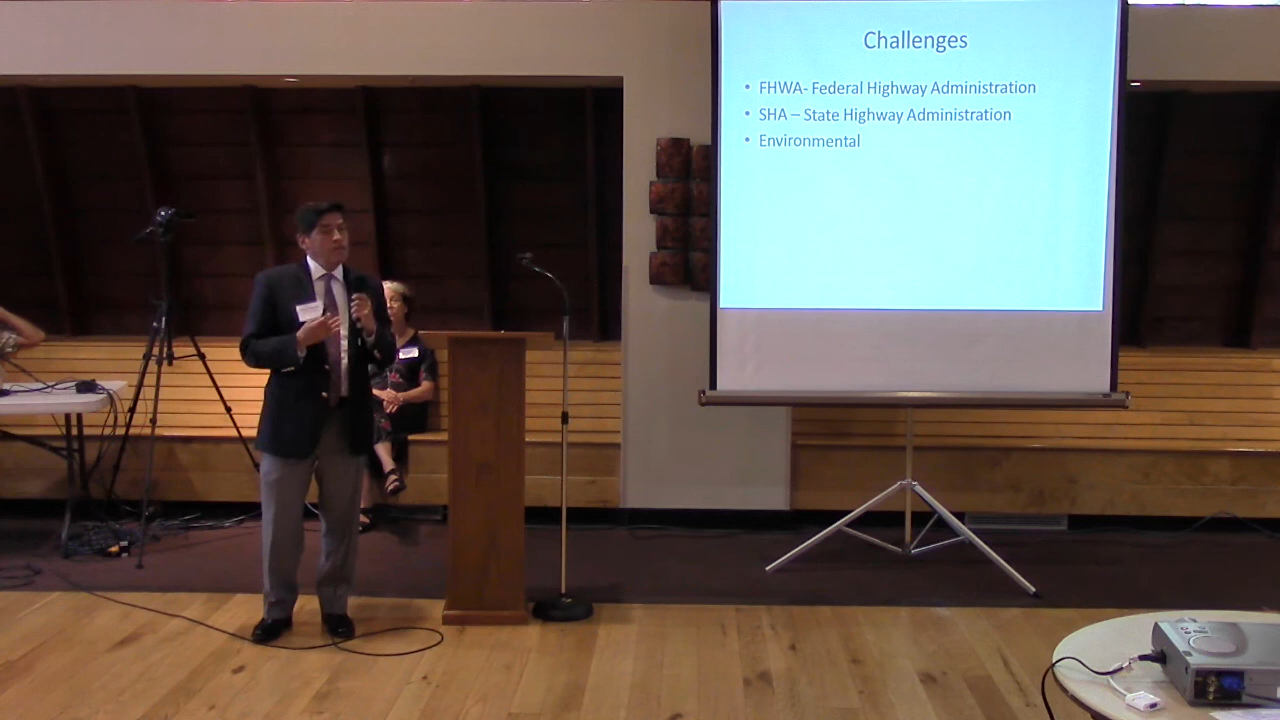 Challenges
• FHWA- Federal Highway Administration
• SHA – State Highway Administration
• Environmental